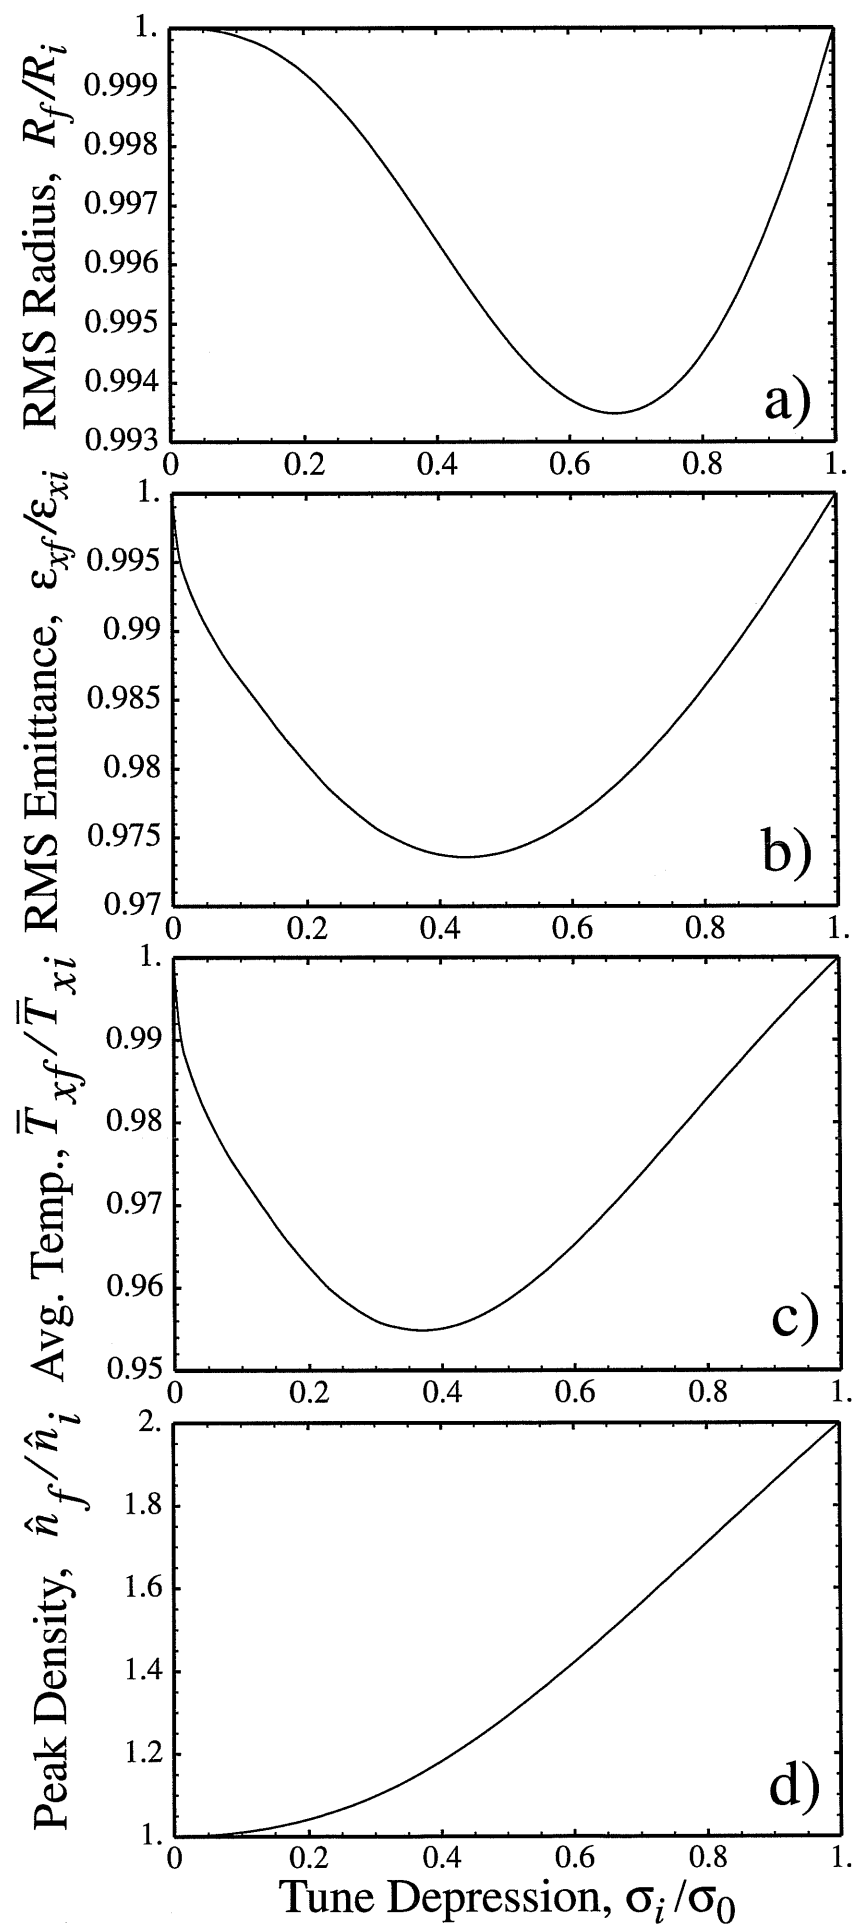 RMS Radius, R_f/R_i
1.
0.999
0.998
0.997
0.996
0.995
0.994
0.993
a)
0 0.2 0.4 0.6 0.8 1.
RMS Emittance, ε_xf/ε_xi
1.
0.995
0.99
0.985
0.98
0.975
0.97
b)
0 0.2 0.4 0.6 0.8 1.
Avg. Temp., T̄_xf/T̄_xi
1.
0.99
0.98
0.97
0.96
0.95
c)
0 0.2 0.4 0.6 0.8 1.
Peak Density, n̂_f/n̂_i
2.
1.8
1.6
1.4
1.2
1.
d)
0 0.2 0.4 0.6 0.8 1.
Tune Depression, σ_i/σ_0